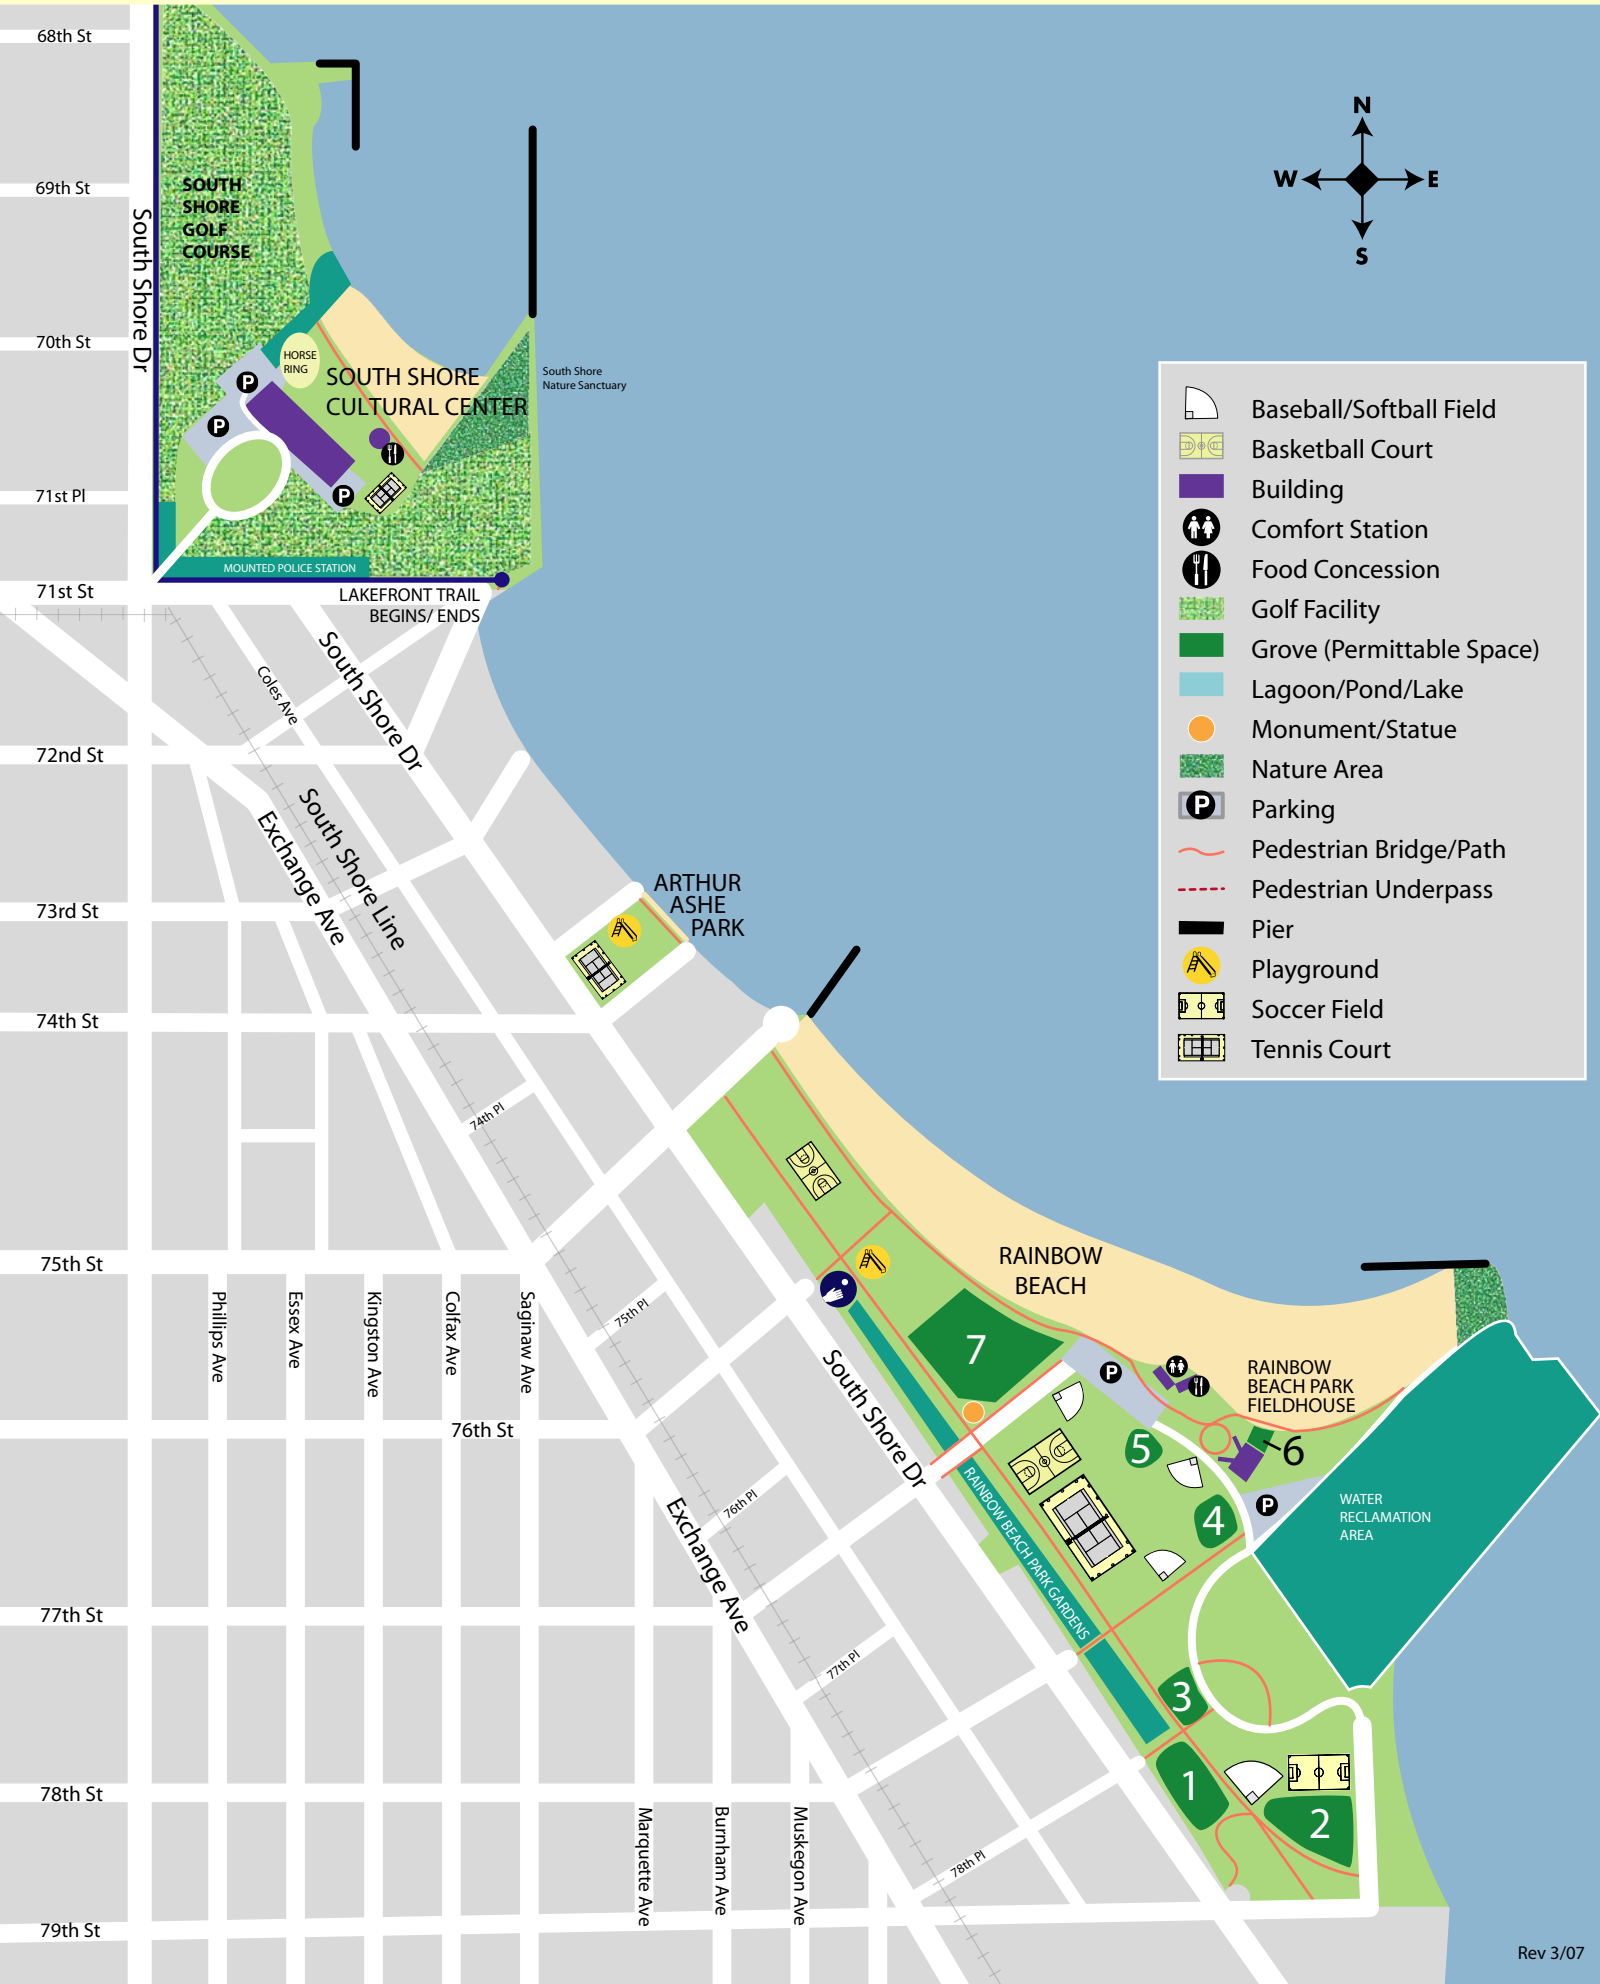 68th St
69th St
70th St
71st Pl
71st St
72nd St
73rd St
74th St
75th St
76th St
77th St
78th St
79th St
South Shore Dr
SOUTH
SHORE
GOLF
COURSE
HORSE
RING
SOUTH SHORE
CULTURAL CENTER
South Shore
Nature Sanctuary
P
P
P
MOUNTED POLICE STATION
LAKEFRONT TRAIL
BEGINS/ ENDS
N
W
E
S
Baseball/Softball Field
Basketball Court
Building
Comfort Station
Food Concession
Golf Facility
Grove (Permittable Space)
Lagoon/Pond/Lake
Monument/Statue
Nature Area
P
Parking
Pedestrian Bridge/Path
Pedestrian Underpass
Pier
Playground
Soccer Field
Tennis Court
Coles Ave
South Shore Dr
South Shore Line
Exchange Ave
ARTHUR
ASHE
PARK
74th Pl
75th Pl
76th Pl
77th Pl
78th Pl
Phillips Ave
Essex Ave
Kingston Ave
Colfax Ave
Saginaw Ave
Exchange Ave
South Shore Dr
Marquette Ave
Burnham Ave
Muskegon Ave
RAINBOW
BEACH
RAINBOW
BEACH PARK
FIELDHOUSE
P
P
7
5
6
4
3
1
2
RAINBOW BEACH PARK GARDENS
WATER
RECLAMATION
AREA
Rev 3/07